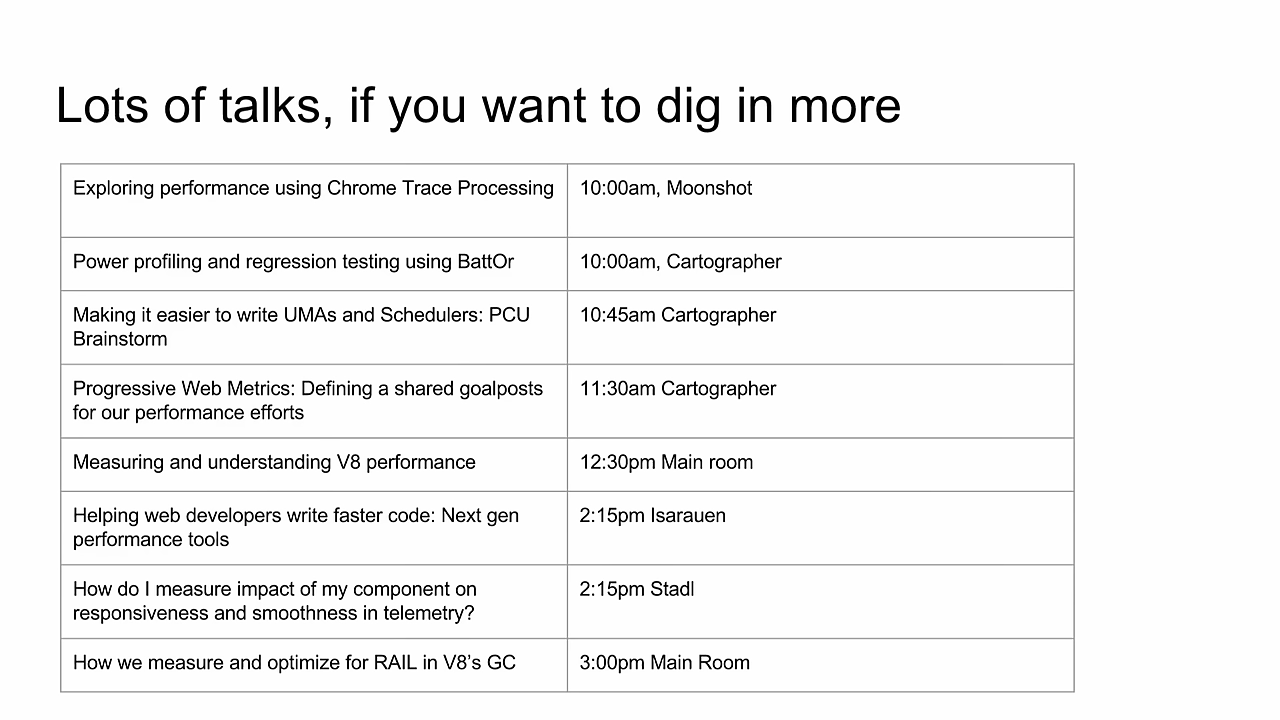 Lots of talks, if you want to dig in more
Exploring performance using Chrome Trace Processing
10:00am, Moonshot
Power profiling and regression testing using BattOr
10:00am, Cartographer
Making it easier to write UMAs and Schedulers: PCU
Brainstorm
10:45am Cartographer
Progressive Web Metrics: Defining a shared goalposts
for our performance efforts
11:30am Cartographer
Measuring and understanding V8 performance
12:30pm Main room
Helping web developers write faster code: Next gen
performance tools
2:15pm Isarauen
How do I measure impact of my component on
responsiveness and smoothness in telemetry?
2:15pm Stadl
How we measure and optimize for RAIL in V8’s GC
3:00pm Main Room